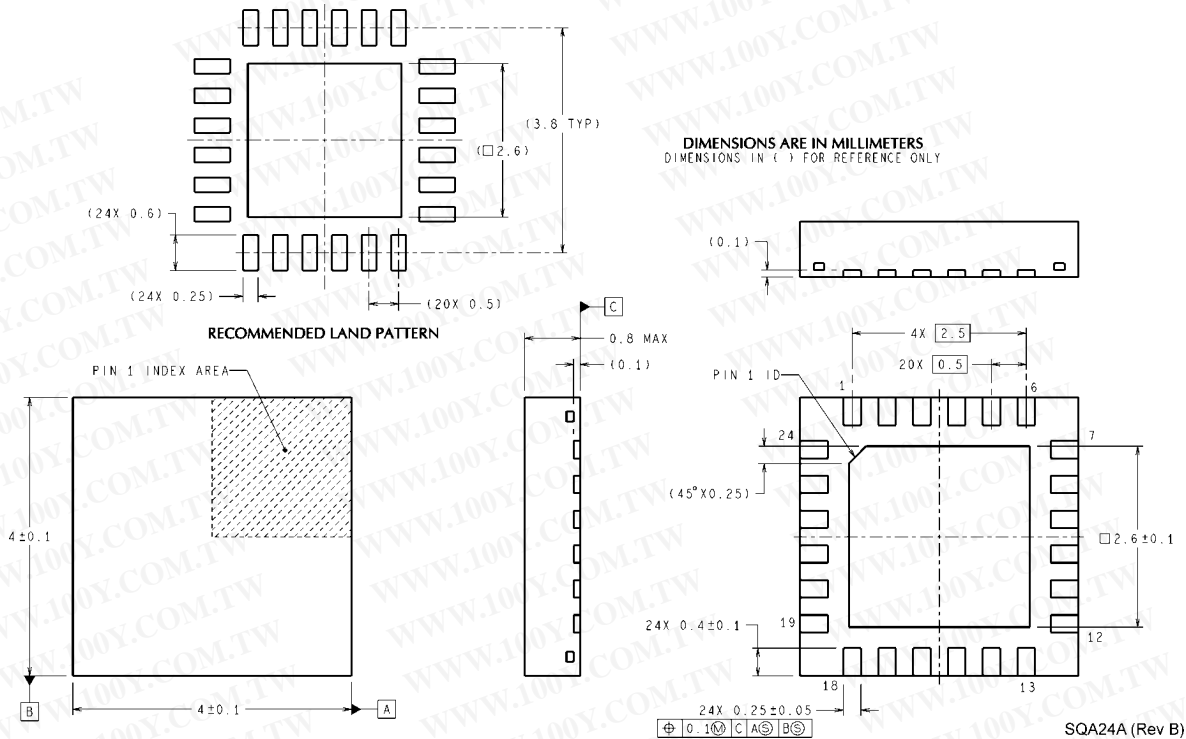 (3.8 TYP)
(□2.6)
DIMENSIONS ARE IN MILLIMETERS
DIMENSIONS IN ( ) FOR REFERENCE ONLY
(24X 0.6)
(0.1)
(24X 0.25)
(20X 0.5)
C
RECOMMENDED LAND PATTERN
0.8 MAX
4X 2.5
(0.1)
20X 0.5
PIN 1 INDEX AREA
PIN 1 ID
1
6
24
7
(45°X0.25)
4±0.1
□2.6±0.1
24X 0.4±0.1
19
12
18
13
B
4±0.1
A
24X 0.25±0.05
⌖ 0.1Ⓜ C AⓈ BⓈ
SQA24A (Rev B)
WWW.100Y.COM.TW